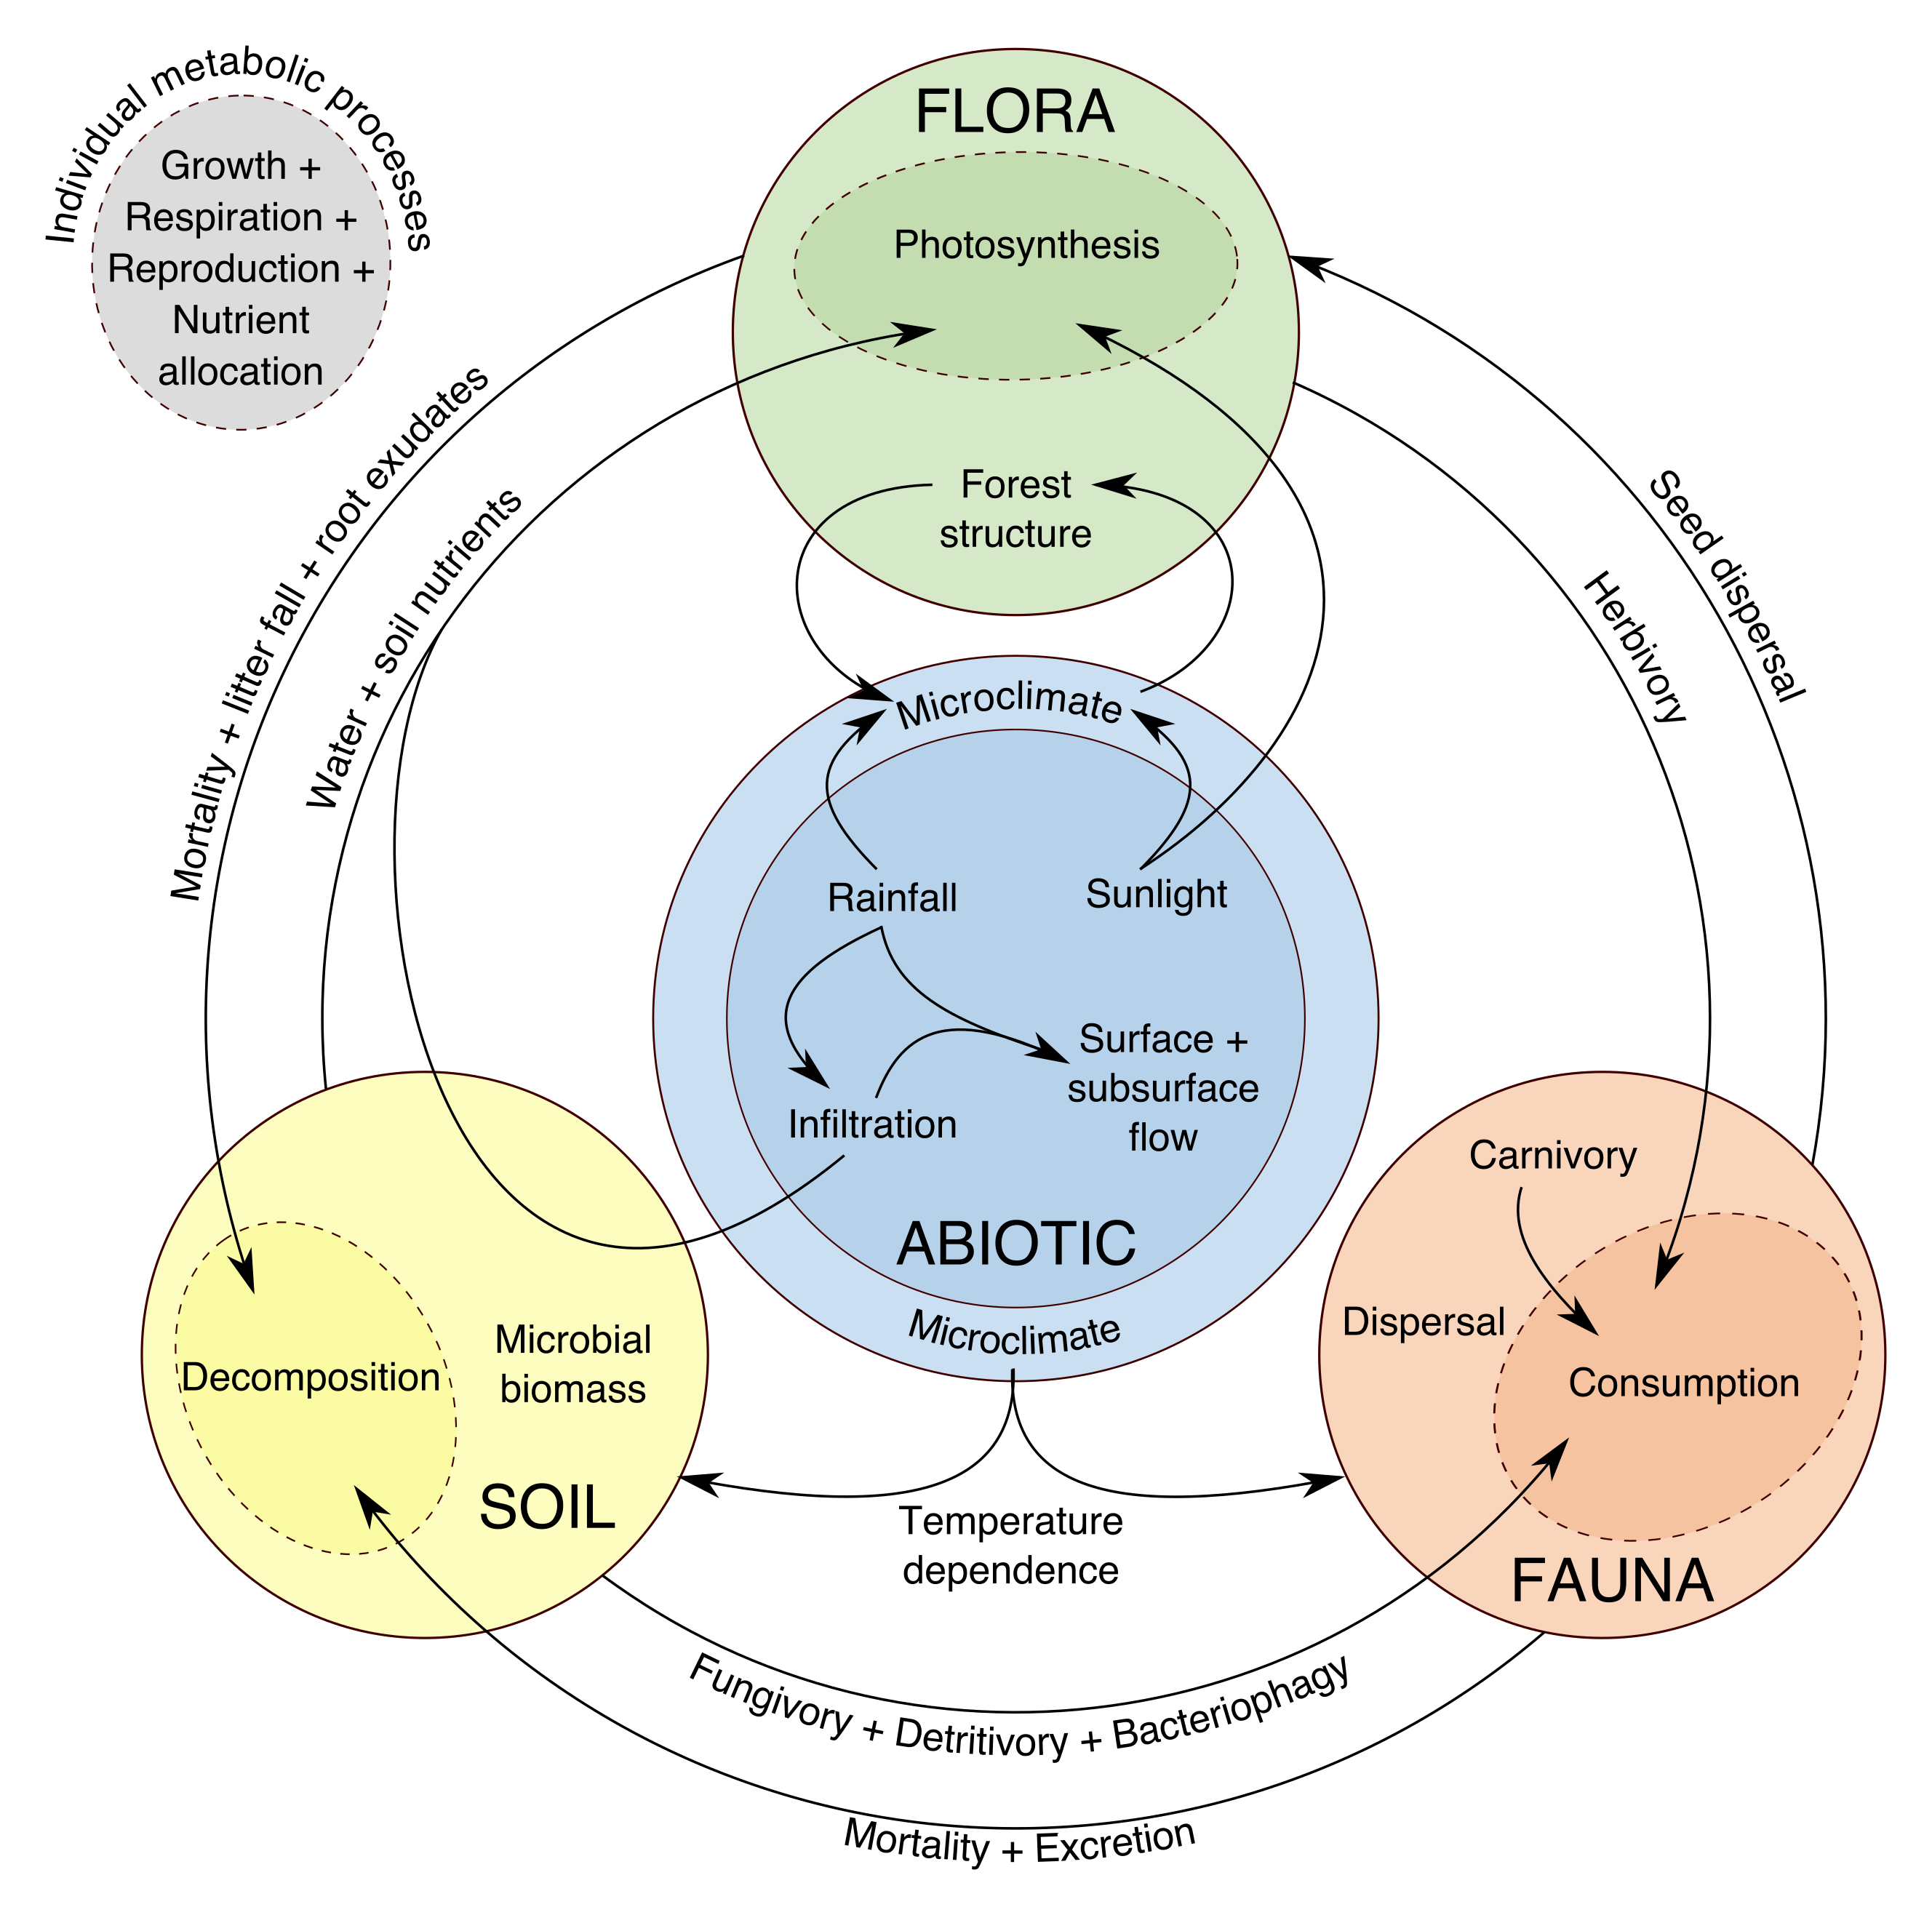 Individual metabolic processes
Growth +
Respiration +
Reproduction +
Nutrient
allocation
FLORA
Photosynthesis
Forest
structure
Mortality + litter fall + root exudates
Water + soil nutrients
Seed dispersal
Herbivory
Microclimate
Rainfall
Sunlight
Surface +
subsurface
flow
Infiltration
ABIOTIC
Microclimate
Carnivory
Dispersal
Consumption
FAUNA
Microbial
biomass
Decomposition
SOIL
Temperature
dependence
Fungivory + Detritivory + Bacteriophagy
Mortality + Excretion